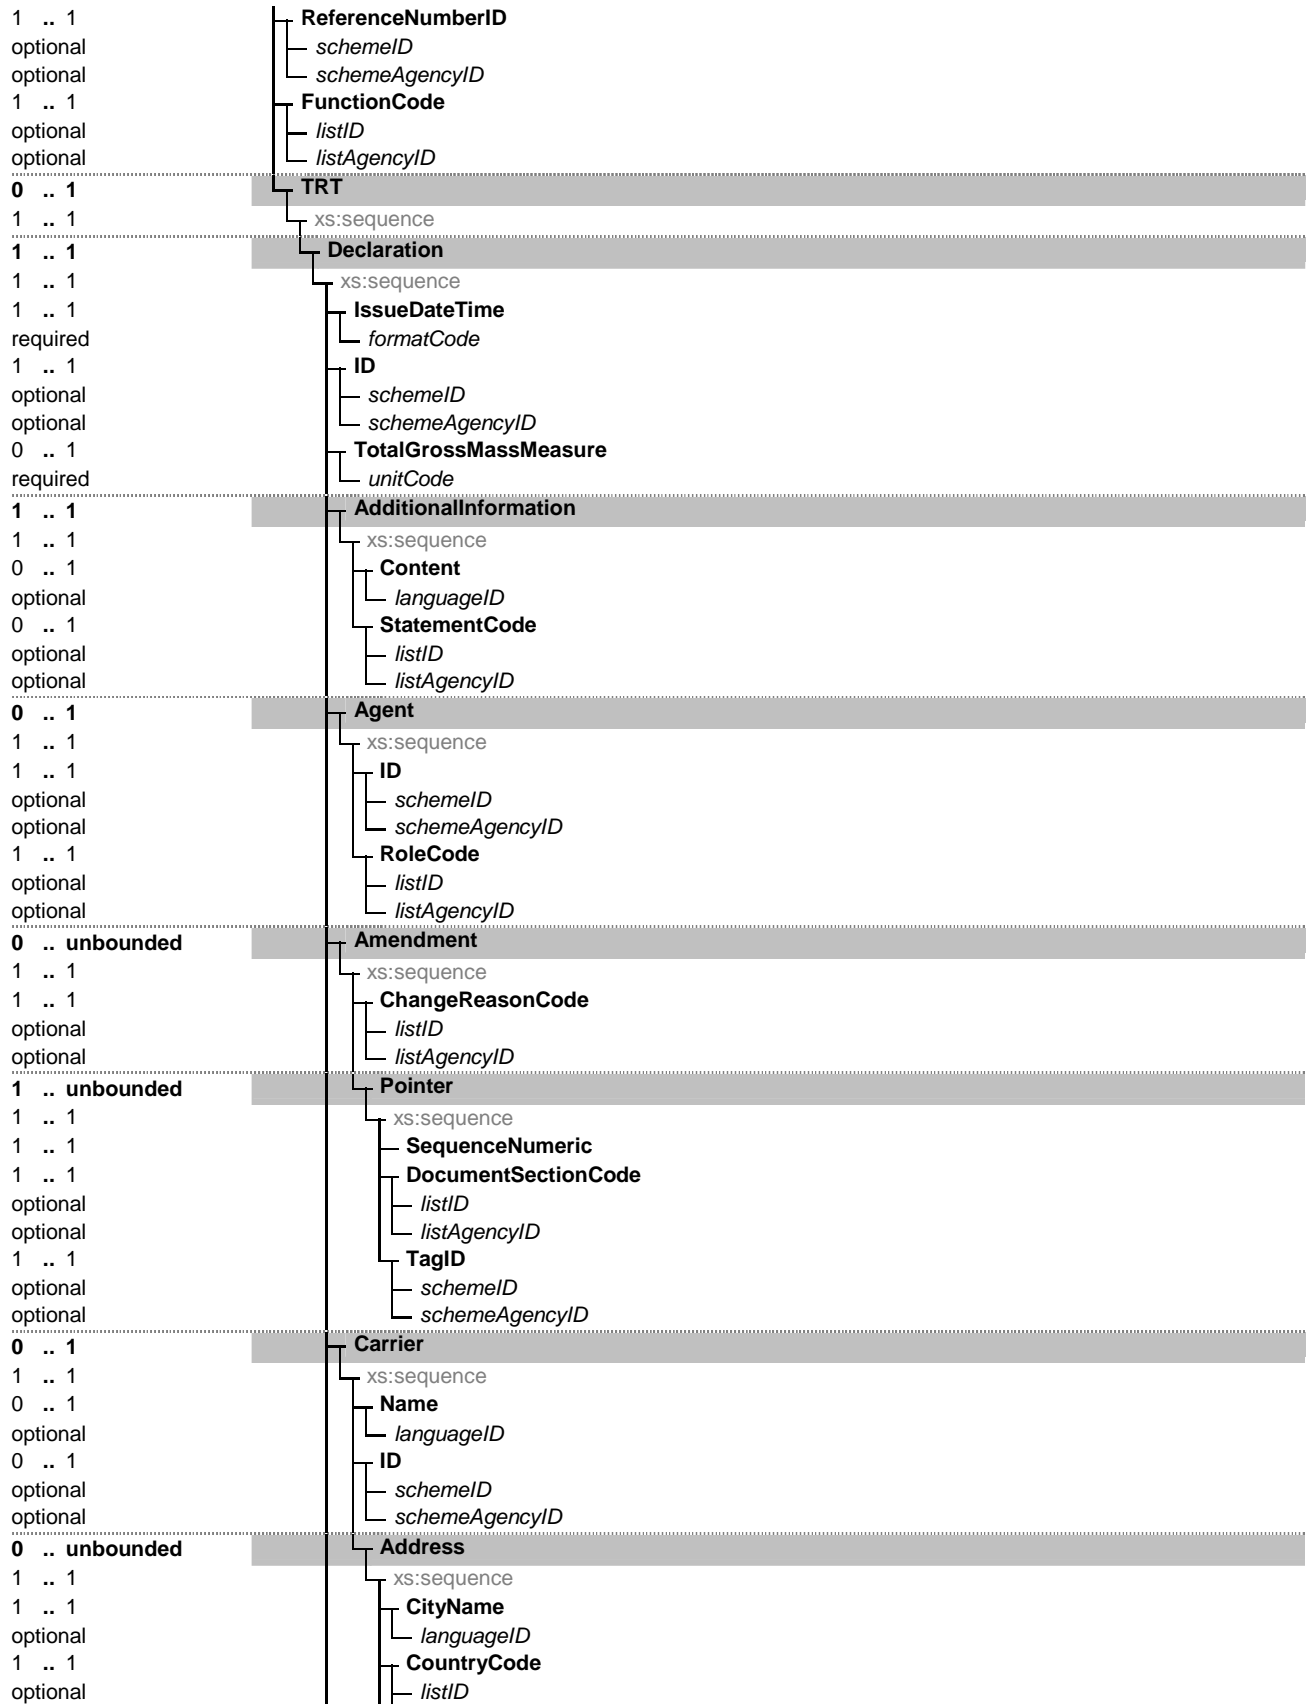 1 .. 1 ReferenceNumberID
optional schemeID
optional schemeAgencyID
1 .. 1 FunctionCode
optional listID
optional listAgencyID
0 .. 1 TRT
1 .. 1 xs:sequence
1 .. 1 Declaration
1 .. 1 xs:sequence
1 .. 1 IssueDateTime
required formatCode
1 .. 1 ID
optional schemeID
optional schemeAgencyID
0 .. 1 TotalGrossMassMeasure
required unitCode
1 .. 1 AdditionalInformation
1 .. 1 xs:sequence
0 .. 1 Content
optional languageID
0 .. 1 StatementCode
optional listID
optional listAgencyID
0 .. 1 Agent
1 .. 1 xs:sequence
1 .. 1 ID
optional schemeID
optional schemeAgencyID
1 .. 1 RoleCode
optional listID
optional listAgencyID
0 .. unbounded Amendment
1 .. 1 xs:sequence
1 .. 1 ChangeReasonCode
optional listID
optional listAgencyID
1 .. unbounded Pointer
1 .. 1 xs:sequence
1 .. 1 SequenceNumeric
1 .. 1 DocumentSectionCode
optional listID
optional listAgencyID
1 .. 1 TagID
optional schemeID
optional schemeAgencyID
0 .. 1 Carrier
1 .. 1 xs:sequence
0 .. 1 Name
optional languageID
0 .. 1 ID
optional schemeID
optional schemeAgencyID
0 .. unbounded Address
1 .. 1 xs:sequence
1 .. 1 CityName
optional languageID
1 .. 1 CountryCode
optional listID